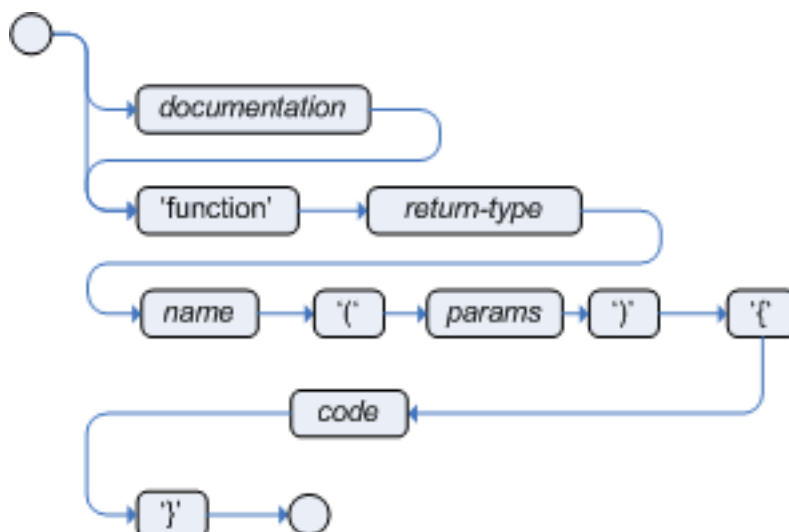 documentation
'function' return-type
name '(' params ')' '{'
code
'}'